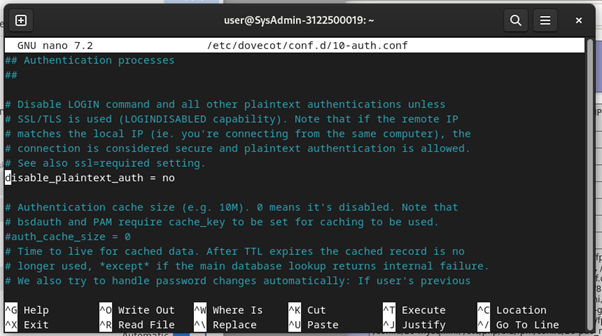 user@SysAdmin-3122500019: ~
GNU nano 7.2 /etc/dovecot/conf.d/10-auth.conf
## Authentication processes
##
# Disable LOGIN command and all other plaintext authentications unless
# SSL/TLS is used (LOGINDISABLED capability). Note that if the remote IP
# matches the local IP (ie. you're connecting from the same computer), the
# connection is considered secure and plaintext authentication is allowed.
# See also ssl=required setting.
disable_plaintext_auth = no
# Authentication cache size (e.g. 10M). 0 means it's disabled. Note that
# bsdauth and PAM require cache_key to be set for caching to be used.
#auth_cache_size = 0
# Time to live for cached data. After TTL expires the cached record is no
# longer used, *except* if the main database lookup returns internal failure.
# We also try to handle password changes automatically: If user's previous
^G Help ^O Write Out ^W Where Is ^K Cut ^T Execute ^C Location
^X Exit ^R Read File ^\ Replace ^U Paste ^J Justify ^/ Go To Line